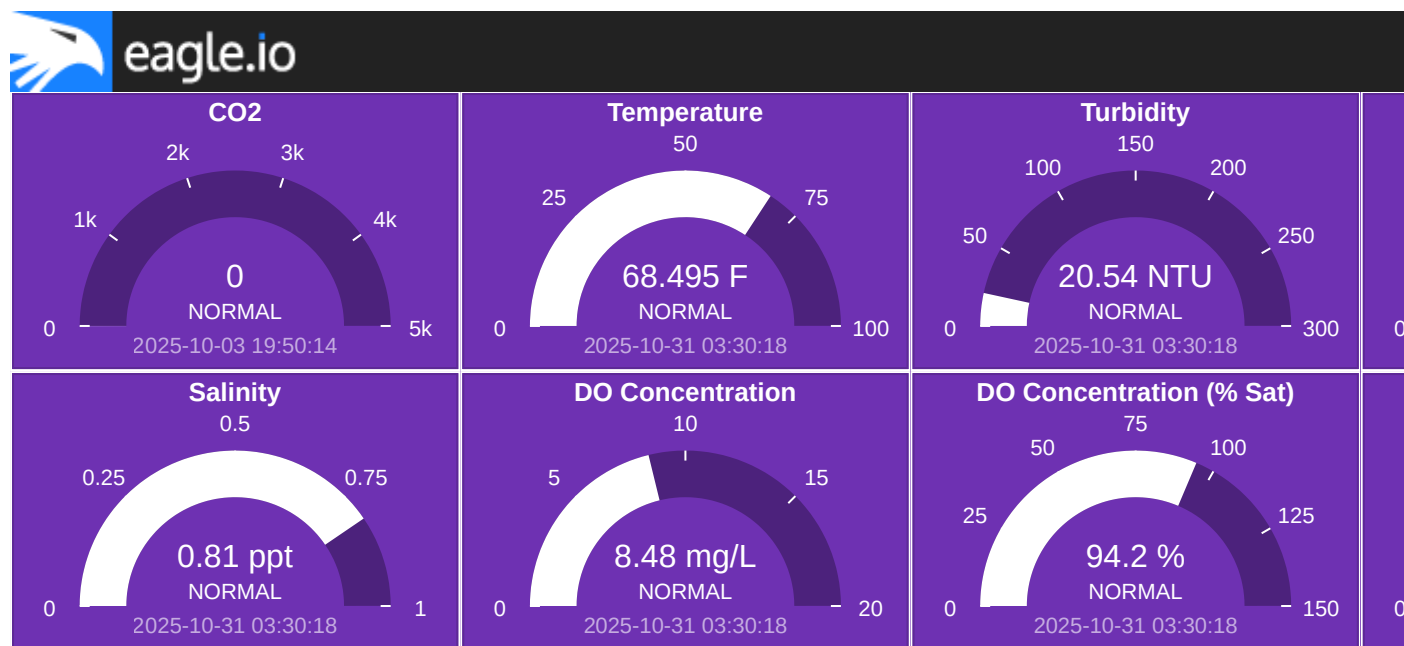 eagle.io
CO2
0
1k
2k
3k
4k
5k
0
NORMAL
2025-10-03 19:50:14
Temperature
0
25
50
75
100
68.495 F
NORMAL
2025-10-31 03:30:18
Turbidity
0
50
100
150
200
250
300
20.54 NTU
NORMAL
2025-10-31 03:30:18
0
Salinity
0
0.25
0.5
0.75
1
0.81 ppt
NORMAL
2025-10-31 03:30:18
DO Concentration
0
5
10
15
20
8.48 mg/L
NORMAL
2025-10-31 03:30:18
DO Concentration (% Sat)
0
25
50
75
100
125
150
94.2 %
NORMAL
2025-10-31 03:30:18
0